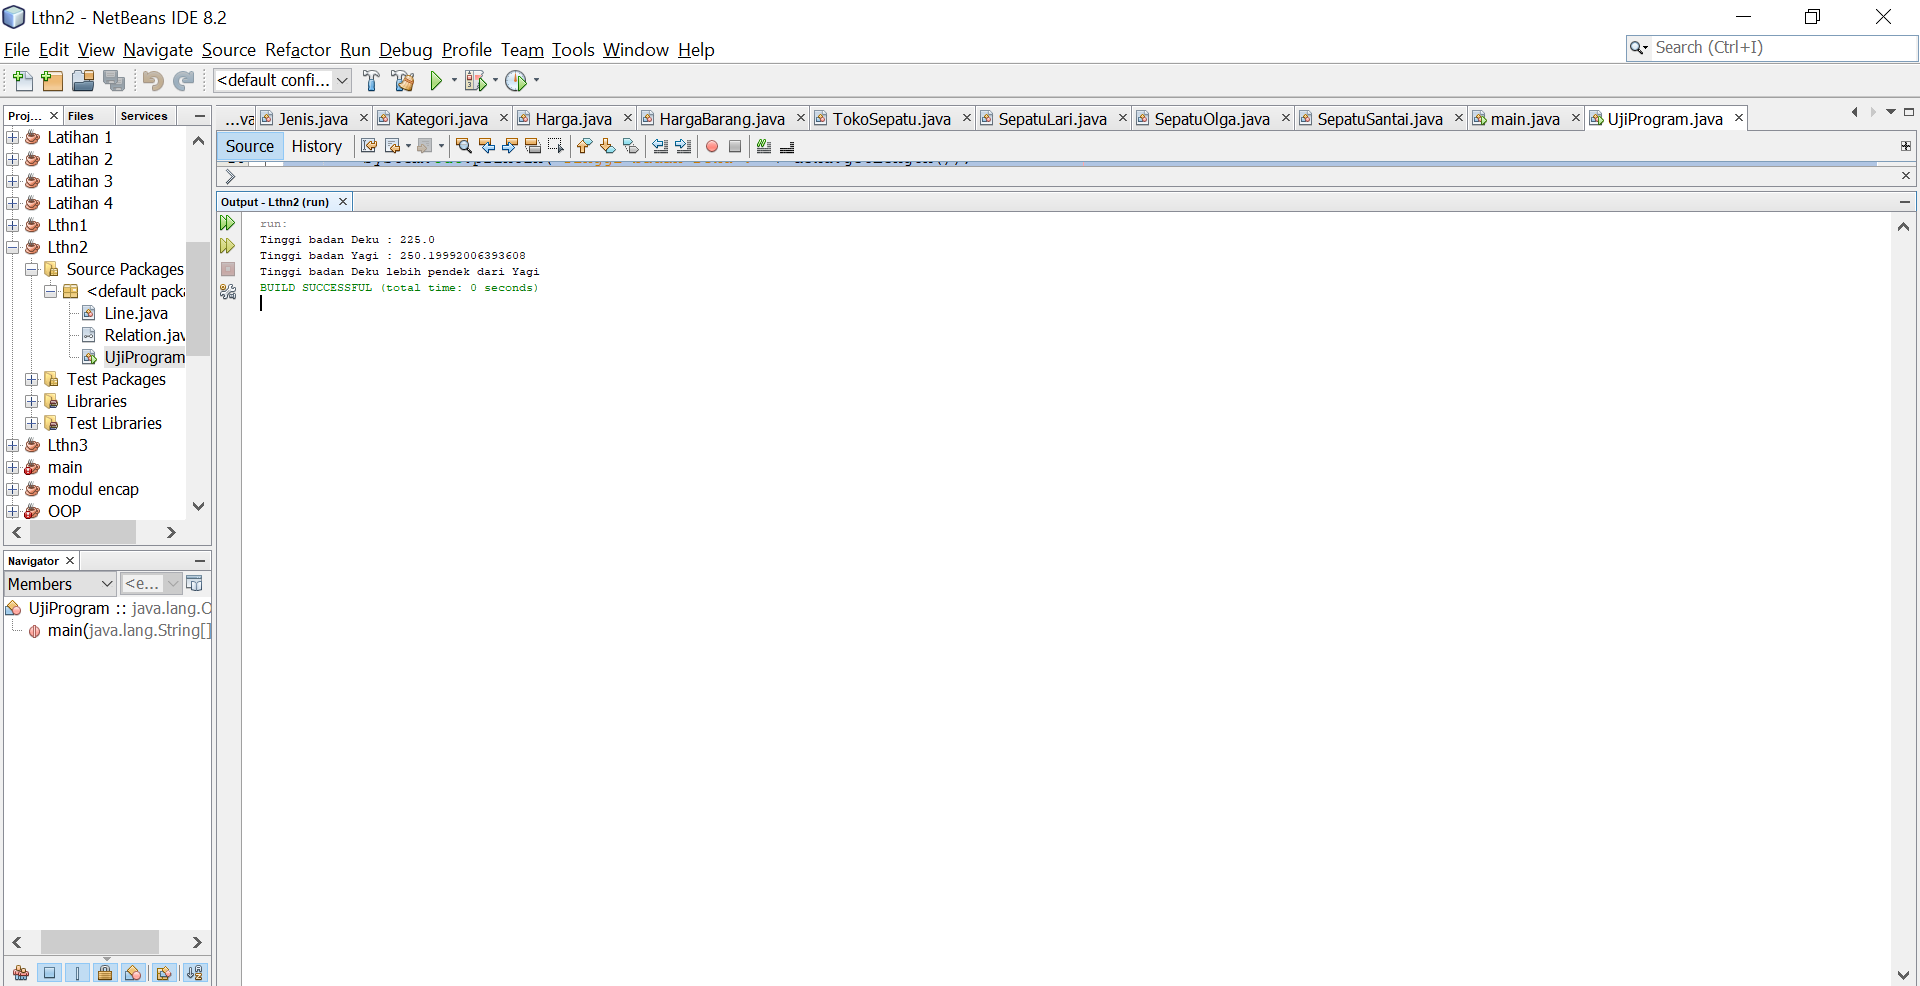 Lthn2 - NetBeans IDE 8.2
File Edit View Navigate Source Refactor Run Debug Profile Team Tools Window Help
Search (Ctrl+I)
<default confi...
Proj... Files Services
...va Jenis.java Kategori.java Harga.java HargaBarang.java TokoSepatu.java SepatuLari.java SepatuOlga.java SepatuSantai.java main.java UjiProgram.java
Source History
Latihan 1
Latihan 2
Latihan 3
Latihan 4
Lthn1
Lthn2
Source Packages
<default pack
Line.java
Relation.jav
UjiProgram
Test Packages
Libraries
Test Libraries
Lthn3
main
modul encap
OOP
Output - Lthn2 (run)
run:
Tinggi badan Deku : 225.0
Tinggi badan Yagi : 250.19992006393608
Tinggi badan Deku lebih pendek dari Yagi
BUILD SUCCESSFUL (total time: 0 seconds)
Navigator
Members <e...
UjiProgram :: java.lang.O
main(java.lang.String[]